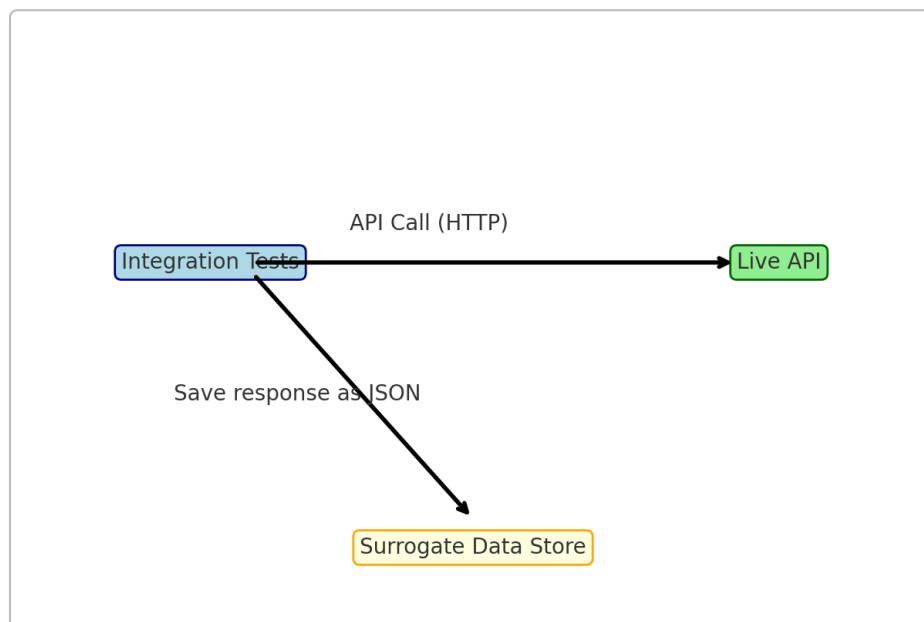 API Call (HTTP)
Integration Tests
Live API
Save response as JSON
Surrogate Data Store